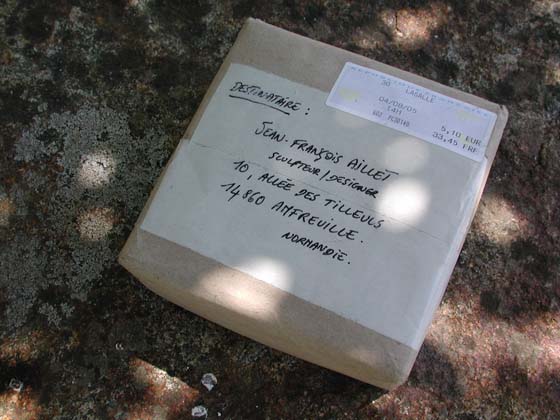 30 LASALLE
04/08/05
5,10 EUR
33,45 FRF
DESTINATAIRE :
JEAN-FRANÇOIS AILLET
SCULPTEUR/DESIGNER
10, ALLÉE DES TILLEULS
14860 AMFREVILLE.
NORMANDIE.